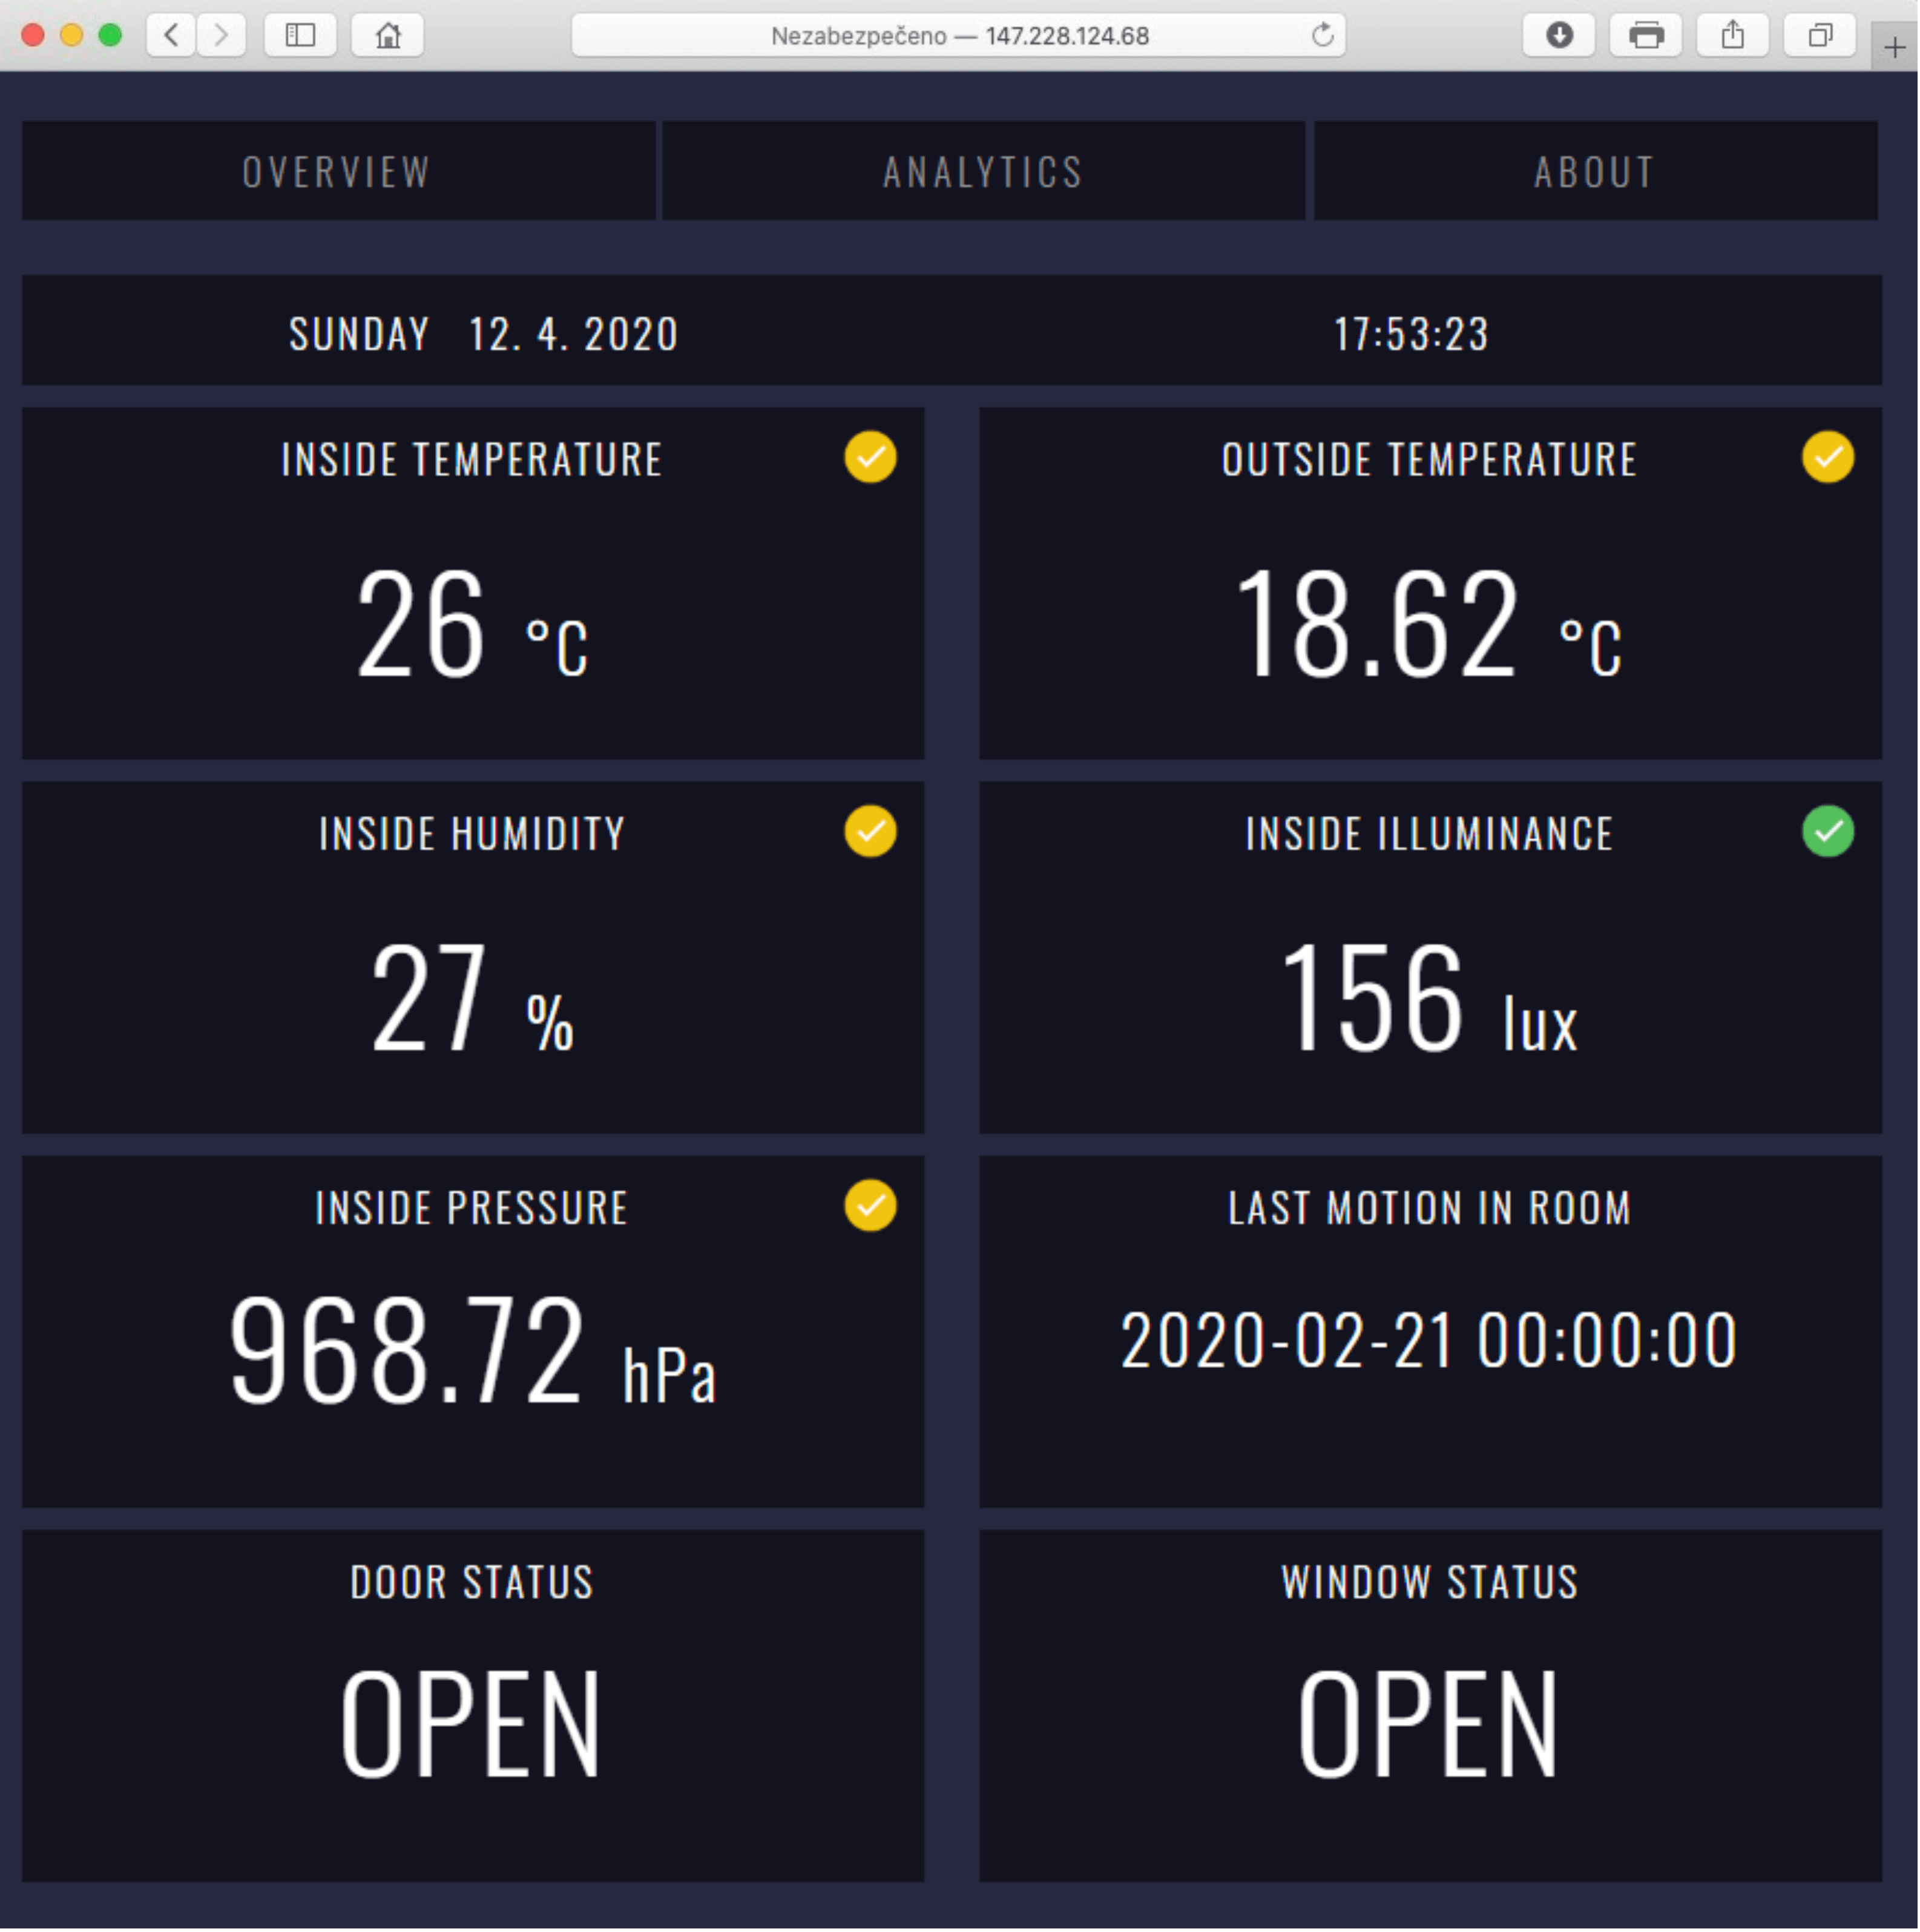 Nezabezpečeno — 147.228.124.68
OVERVIEW ANALYTICS ABOUT
SUNDAY 12. 4. 2020 17:53:23
INSIDE TEMPERATURE
26 °C
OUTSIDE TEMPERATURE
18.62 °C
INSIDE HUMIDITY
27 %
INSIDE ILLUMINANCE
156 lux
INSIDE PRESSURE
968.72 hPa
LAST MOTION IN ROOM
2020-02-21 00:00:00
DOOR STATUS
OPEN
WINDOW STATUS
OPEN